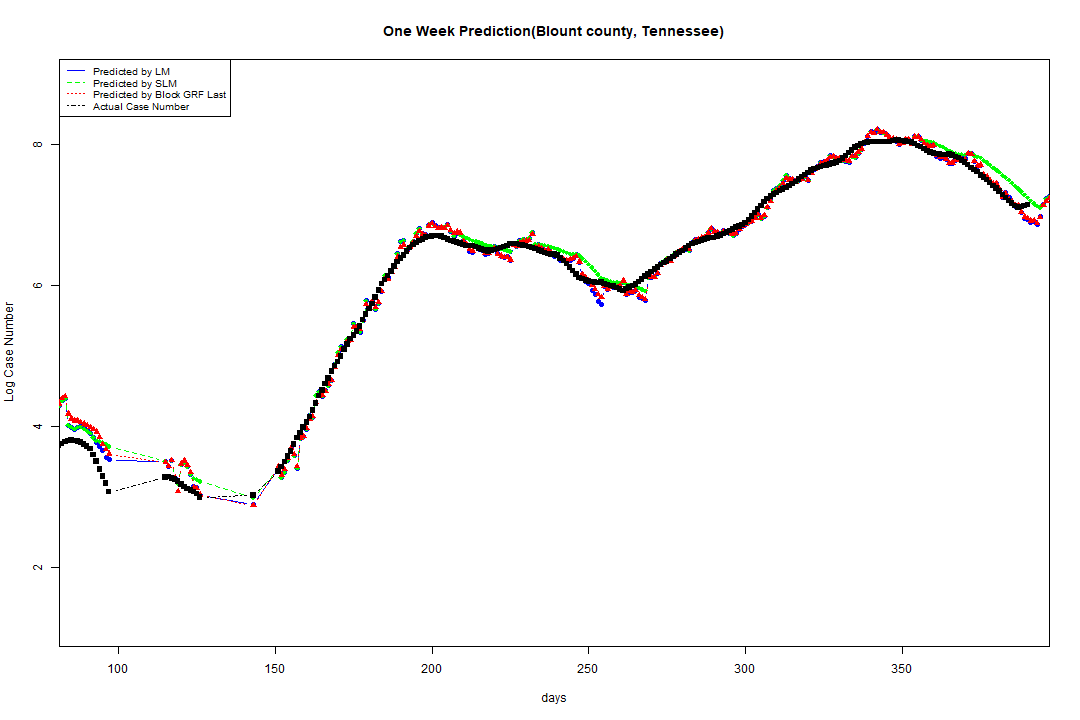 One Week Prediction(Blount county, Tennessee)
Predicted by LM
Predicted by SLM
Predicted by Block GRF Last
Actual Case Number
Log Case Number
8
6
4
2
100 150 200 250 300 350
days